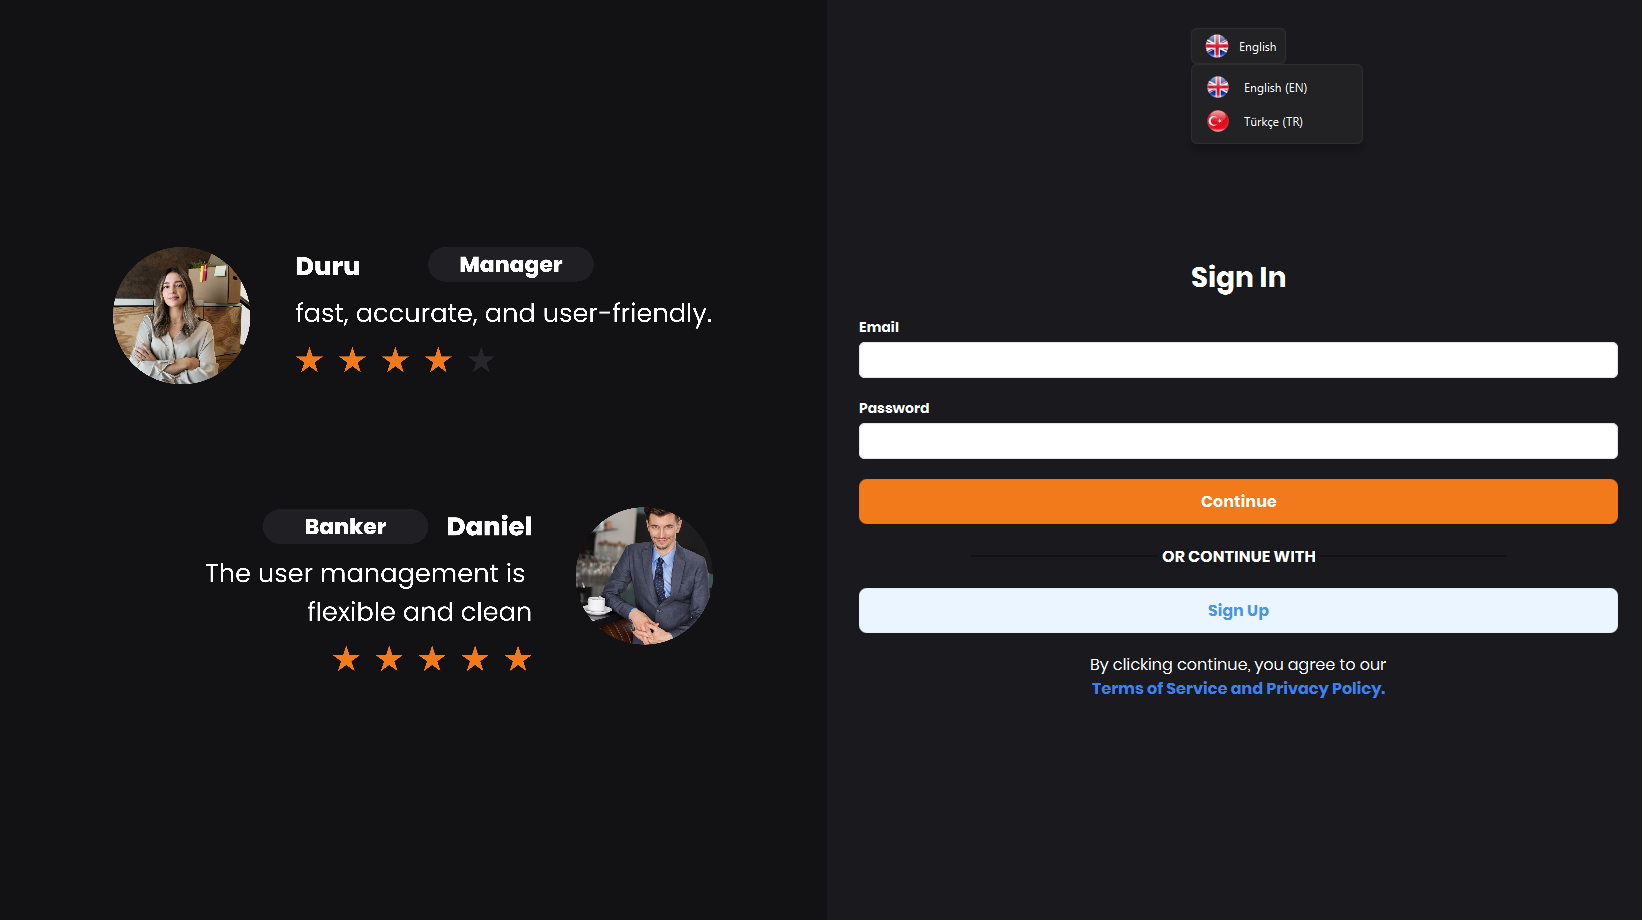 Duru
Manager
fast, accurate, and user-friendly.
Banker
Daniel
The user management is
flexible and clean
English
English (EN)
Türkçe (TR)
Sign In
Email
Password
Continue
OR CONTINUE WITH
Sign Up
By clicking continue, you agree to our
Terms of Service and Privacy Policy.